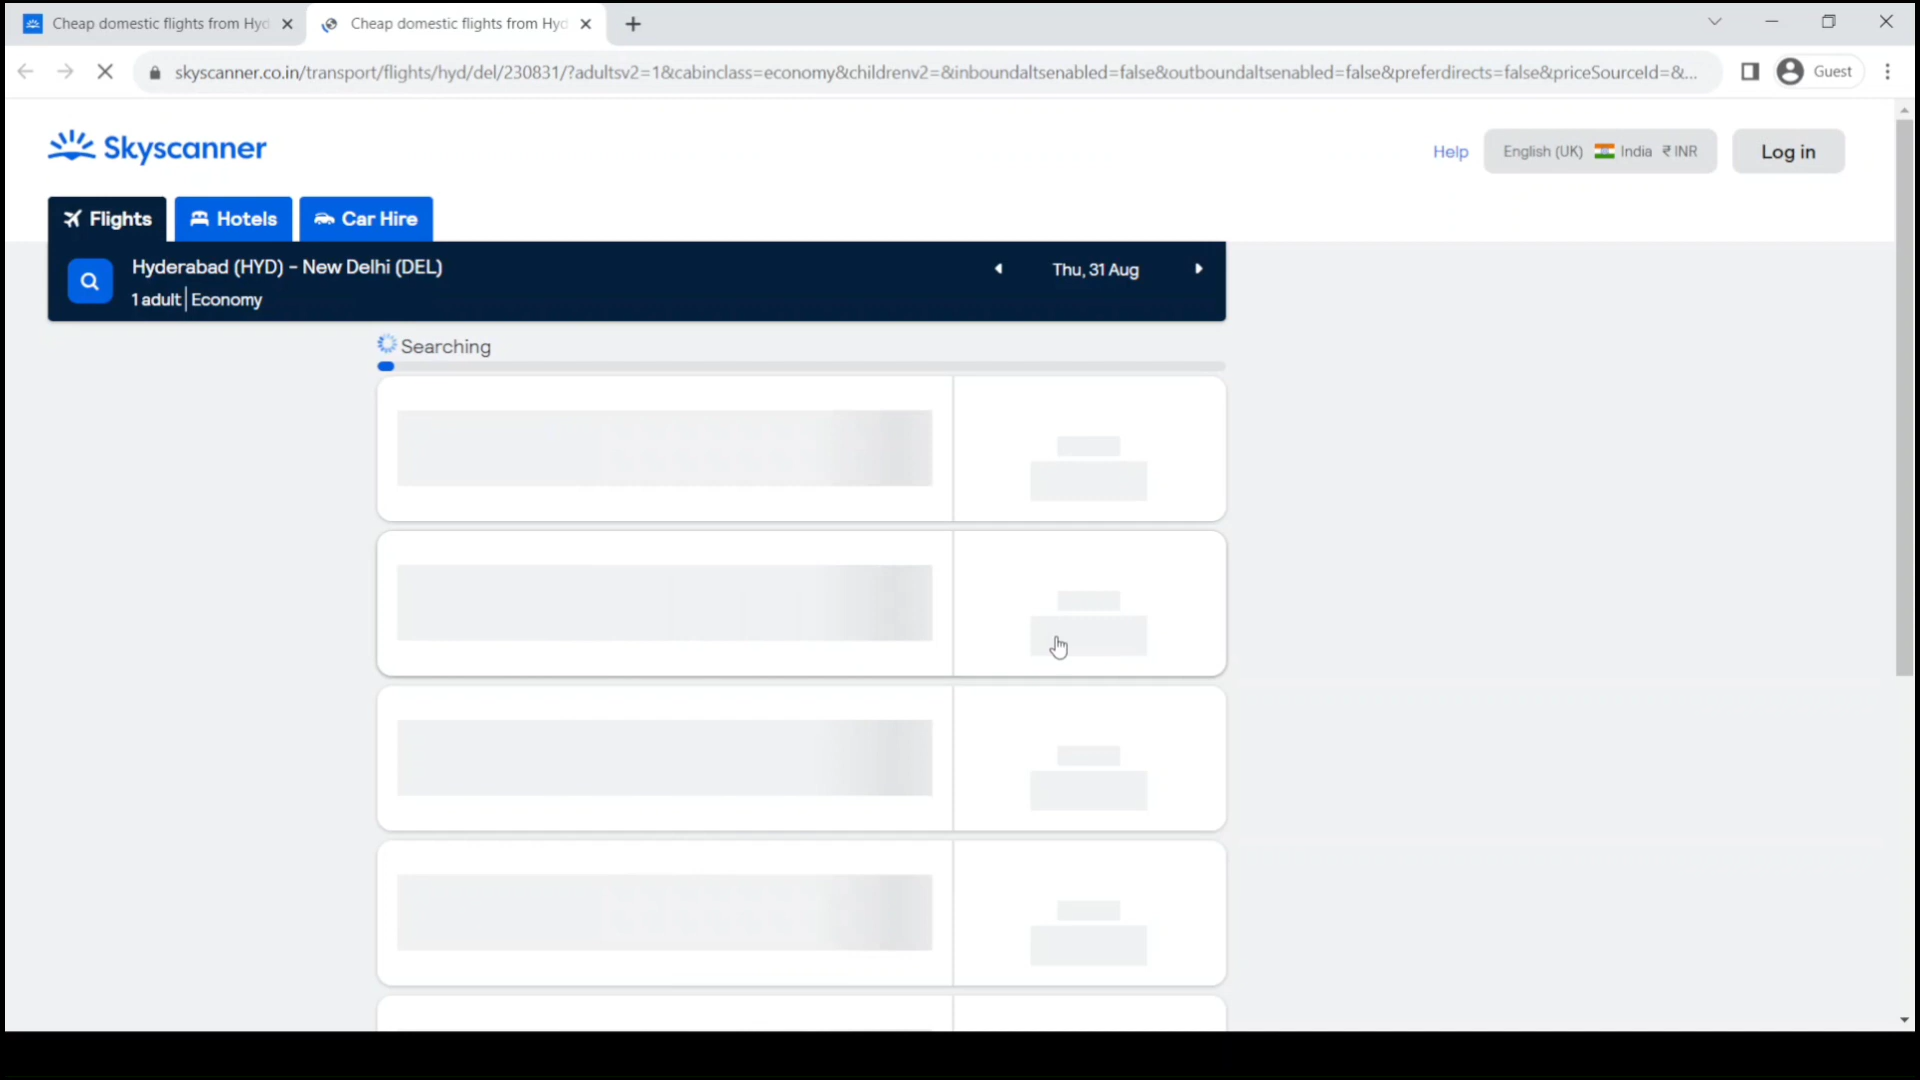 Cheap domestic flights from Hyd
Cheap domestic flights from Hyd
skyscanner.co.in/transport/flights/hyd/del/230831/?adultsv2=1&cabinclass=economy&childrenv2=&inboundaltsenabled=false&outboundaltsenabled=false&preferdirects=false&priceSourceId=&...
Guest
Skyscanner
Help
English (UK) India ₹ INR
Log in
Flights
Hotels
Car Hire
Hyderabad (HYD) – New Delhi (DEL)
Thu, 31 Aug
1 adult | Economy
Searching